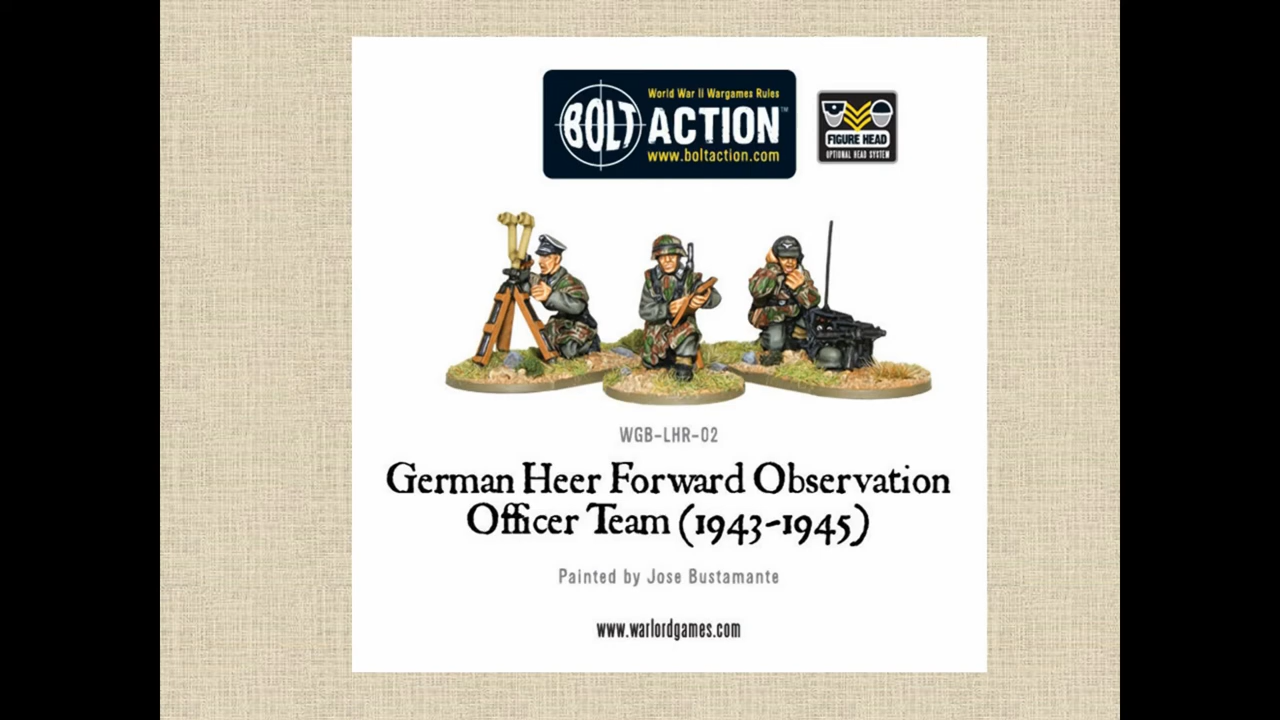 World War II Wargames Rules
BOLT ACTION™
www.boltaction.com
FIGURE HEAD
OPTIONAL HEAD SYSTEM
WGB-LHR-02
German Heer Forward Observation
Officer Team (1943-1945)
Painted by Jose Bustamante
www.warlordgames.com